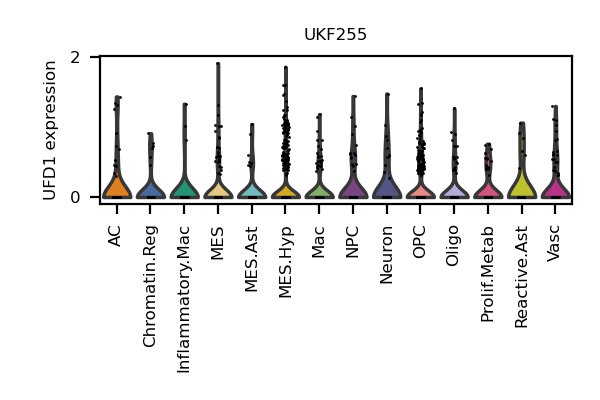 UKF255
UFD1 expression
2
0
AC
Chromatin.Reg
Inflammatory.Mac
MES
MES.Ast
MES.Hyp
Mac
NPC
Neuron
OPC
Oligo
Prolif.Metab
Reactive.Ast
Vasc